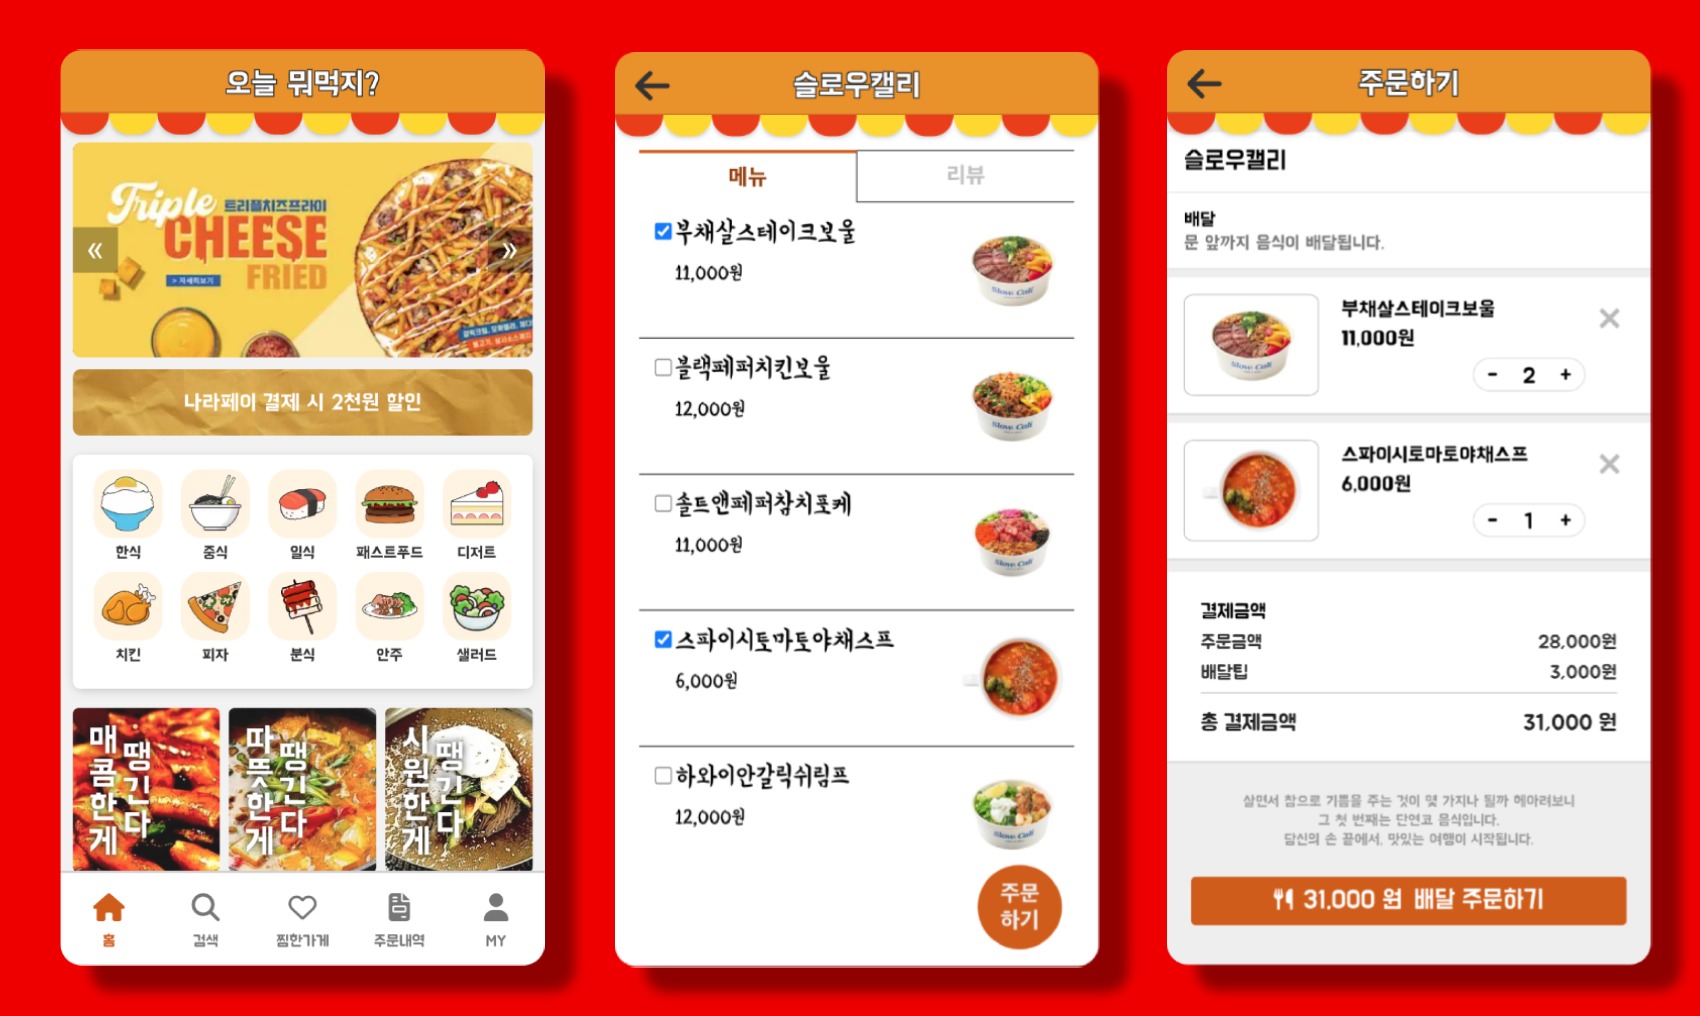 오늘 뭐먹지?
Triple
트리플치즈프라이
CHEESE
FRIED
> 자세히보기
«
»
나라페이 결제 시 2천원 할인
한식
중식
일식
패스트푸드
디저트
치킨
피자
분식
안주
샐러드
매콤한게
땡긴다
따뜻한게
땡긴다
시원한게
땡긴다
홈
검색
찜한가게
주문내역
MY
슬로우캘리
메뉴
리뷰
부채살스테이크보울
11,000원
Slow Cali
블랙페퍼치킨보울
12,000원
Slow Cali
솔트앤페퍼참치포케
11,000원
Slow Cali
스파이시토마토야채스프
6,000원
하와이안갈릭쉬림프
12,000원
Slow Cali
주문
하기
주문하기
슬로우캘리
배달
문 앞까지 음식이 배달됩니다.
부채살스테이크보울
11,000원
Slow Cali
- 2 +
스파이시토마토야채스프
6,000원
- 1 +
결제금액
주문금액 28,000원
배달팁 3,000원
총 결제금액 31,000 원
살면서 참으로 기쁨을 주는 것이 몇 가지나 될까 헤아려보니
그 첫 번째는 단연코 음식입니다.
당신의 손 끝에서, 맛있는 여행이 시작됩니다.
31,000 원 배달 주문하기